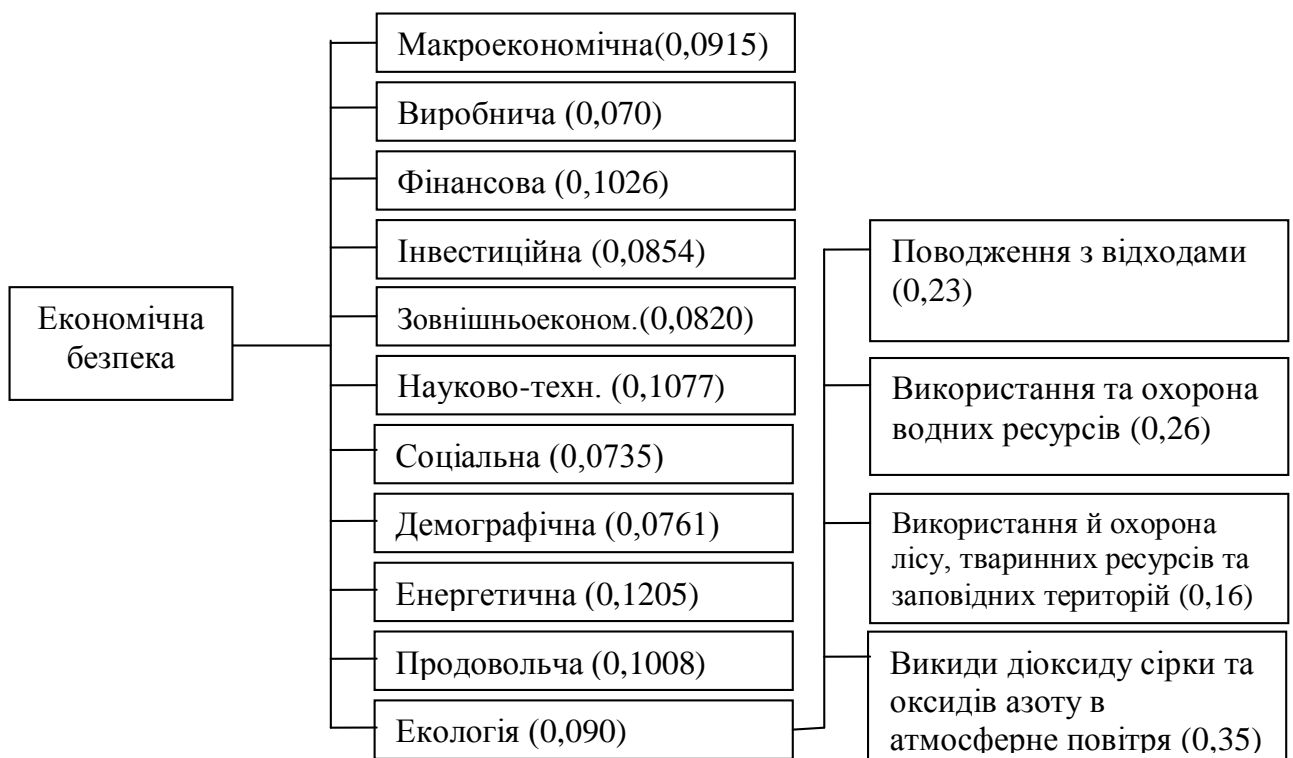 Економічна
безпека
Макроекономічна(0,0915)
Виробнича (0,070)
Фінансова (0,1026)
Інвестиційна (0,0854)
Зовнішньоеконом.(0,0820)
Науково-техн. (0,1077)
Соціальна (0,0735)
Демографічна (0,0761)
Енергетична (0,1205)
Продовольча (0,1008)
Екологія (0,090)
Поводження з відходами
(0,23)
Використання та охорона
водних ресурсів (0,26)
Використання й охорона
лісу, тваринних ресурсів та
заповідних територій (0,16)
Викиди діоксиду сірки та
оксидів азоту в
атмосферне повітря (0,35)